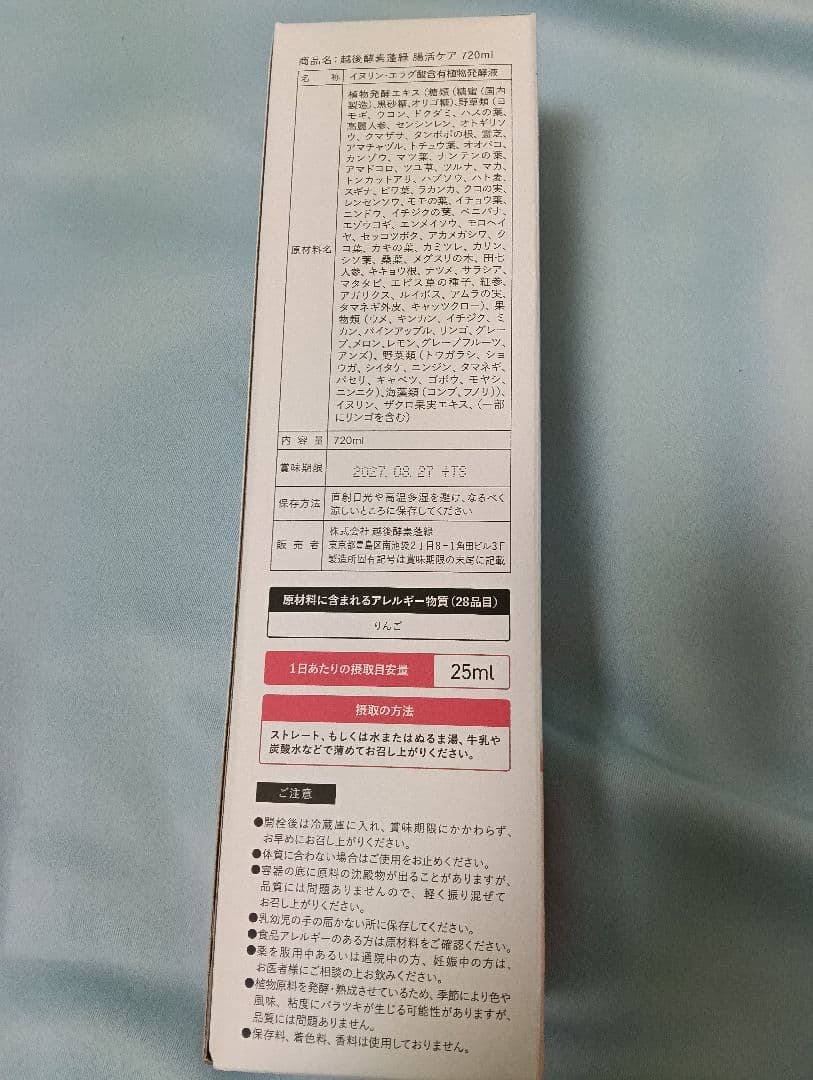 商品名：越後酵素蓬緑 腸活ケア 720ml
名　称 イヌリン・エラグ酸含有植物発酵液
原材料名
植物発酵エキス（糖類（糖蜜（国内
製造）、黒砂糖、オリゴ糖）、野草類（ヨ
モギ、ウコン、ドクダミ、ハスの葉、
高麗人参、センシンレン、オトギリソ
ウ、クマザサ、タンポポの根、霊芝、
アマチャヅル、トチュウ葉、オオバコ、
カンゾウ、マツ葉、ナンテンの葉、
アマドコロ、ツユ草、ツルナ、マカ、
トンカットアリ、ハブソウ、ハト麦、
スギナ、ビワ葉、ラカンカ、クコの実、
レンセンソウ、モモの葉、イチョウ葉、
ニンドウ、イチジクの葉、ベニバナ、
エゾウコギ、エンメイソウ、モロヘイ
ヤ、セッコツボク、アカメガシワ、ク
コ葉、カキの葉、カミツレ、カリン、
シソ葉、桑葉、メグスリの木、田七
人参、キキョウ根、ナツメ、サラシア、
マタタビ、エビス草の種子、紅参、
アガリクス、ルイボス、アムラの実、
タマネギ外皮、キャッツクロー）、果
物類（ウメ、キンカン、イチジク、ミ
カン、パインアップル、リンゴ、グレー
プ、メロン、レモン、グレープフルーツ、
アンズ）、野菜類（トウガラシ、ショ
ウガ、シイタケ、ニンジン、タマネギ、
パセリ、キャベツ、ゴボウ、モヤシ、
ニンニク）、海藻類（コンブ、フノリ））、
イヌリン、ザクロ果実エキス、（一部
にリンゴを含む）
内容量 720ml
賞味期限 2027.08.27 +TS
保存方法 直射日光や高温多湿を避け、なるべく
涼しいところに保存してください
販売者 株式会社 越後酵素蓬緑
東京都豊島区南池袋2丁目8−1角田ビル3F
製造所固有記号は賞味期限の末尾に記載
原材料に含まれるアレルギー物質（28品目）
りんご
1日あたりの摂取目安量 25ml
摂取の方法
ストレート、もしくは水またはぬるま湯、牛乳や
炭酸水などで薄めてお召し上がりください。
ご注意
●開栓後は冷蔵庫に入れ、賞味期限にかかわらず、
お早めにお召し上がりください。
●体質に合わない場合はご使用をお止めください。
●容器の底に原料の沈殿物が出ることがありますが、
品質には問題ありませんので、軽く振り混ぜて
お召し上がりください。
●乳幼児の手の届かない所に保存してください。
●食品アレルギーのある方は原材料をご確認ください。
●薬を服用中あるいは通院中の方、妊娠中の方は、
お医者様にご相談の上お飲みください。
●植物原料を発酵・熟成させているため、季節により色や
風味、粘度にバラツキが生じる可能性がありますが、
品質には問題ありません。
●保存料、着色料、香料は使用しておりません。